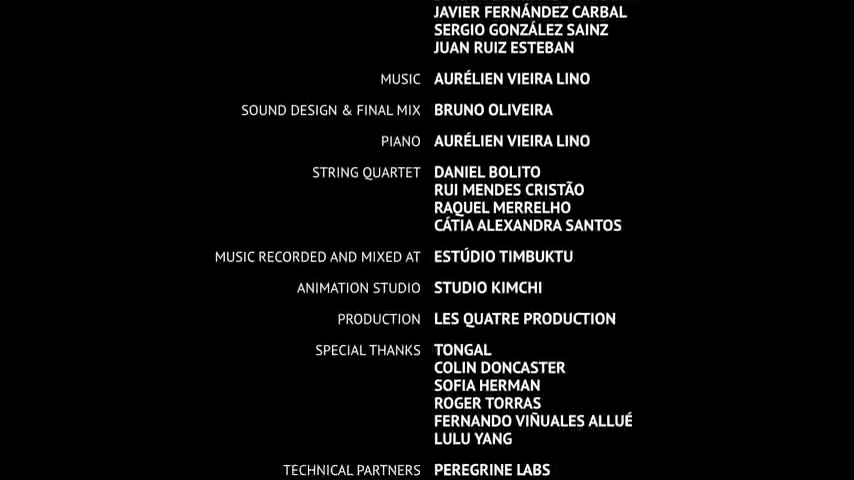 JAVIER FERNÁNDEZ CARBAL
SERGIO GONZÁLEZ SAINZ
JUAN RUIZ ESTEBAN
MUSIC AURÉLIEN VIEIRA LINO
SOUND DESIGN & FINAL MIX BRUNO OLIVEIRA
PIANO AURÉLIEN VIEIRA LINO
STRING QUARTET DANIEL BOLITO
RUI MENDES CRISTÃO
RAQUEL MERRELHO
CÁTIA ALEXANDRA SANTOS
MUSIC RECORDED AND MIXED AT ESTÚDIO TIMBUKTU
ANIMATION STUDIO STUDIO KIMCHI
PRODUCTION LES QUATRE PRODUCTION
SPECIAL THANKS TONGAL
COLIN DONCASTER
SOFIA HERMAN
ROGER TORRAS
FERNANDO VIÑUALES ALLUÉ
LULU YANG
TECHNICAL PARTNERS PEREGRINE LABS